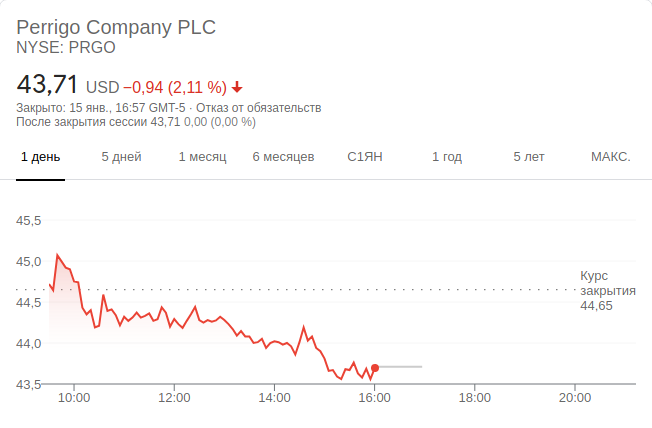 Perrigo Company PLC
NYSE: PRGO
43,71 USD −0,94 (2,11 %)
Закрыто: 15 янв., 16:57 GMT-5 · Отказ от обязательств
После закрытия сессии 43,71 0,00 (0,00 %)
1 день 5 дней 1 месяц 6 месяцев С1ЯН 1 год 5 лет МАКС.
45,5
45,0
Курс
закрытия
44,65
44,5
44,0
43,5
10:00 12:00 14:00 16:00 18:00 20:00